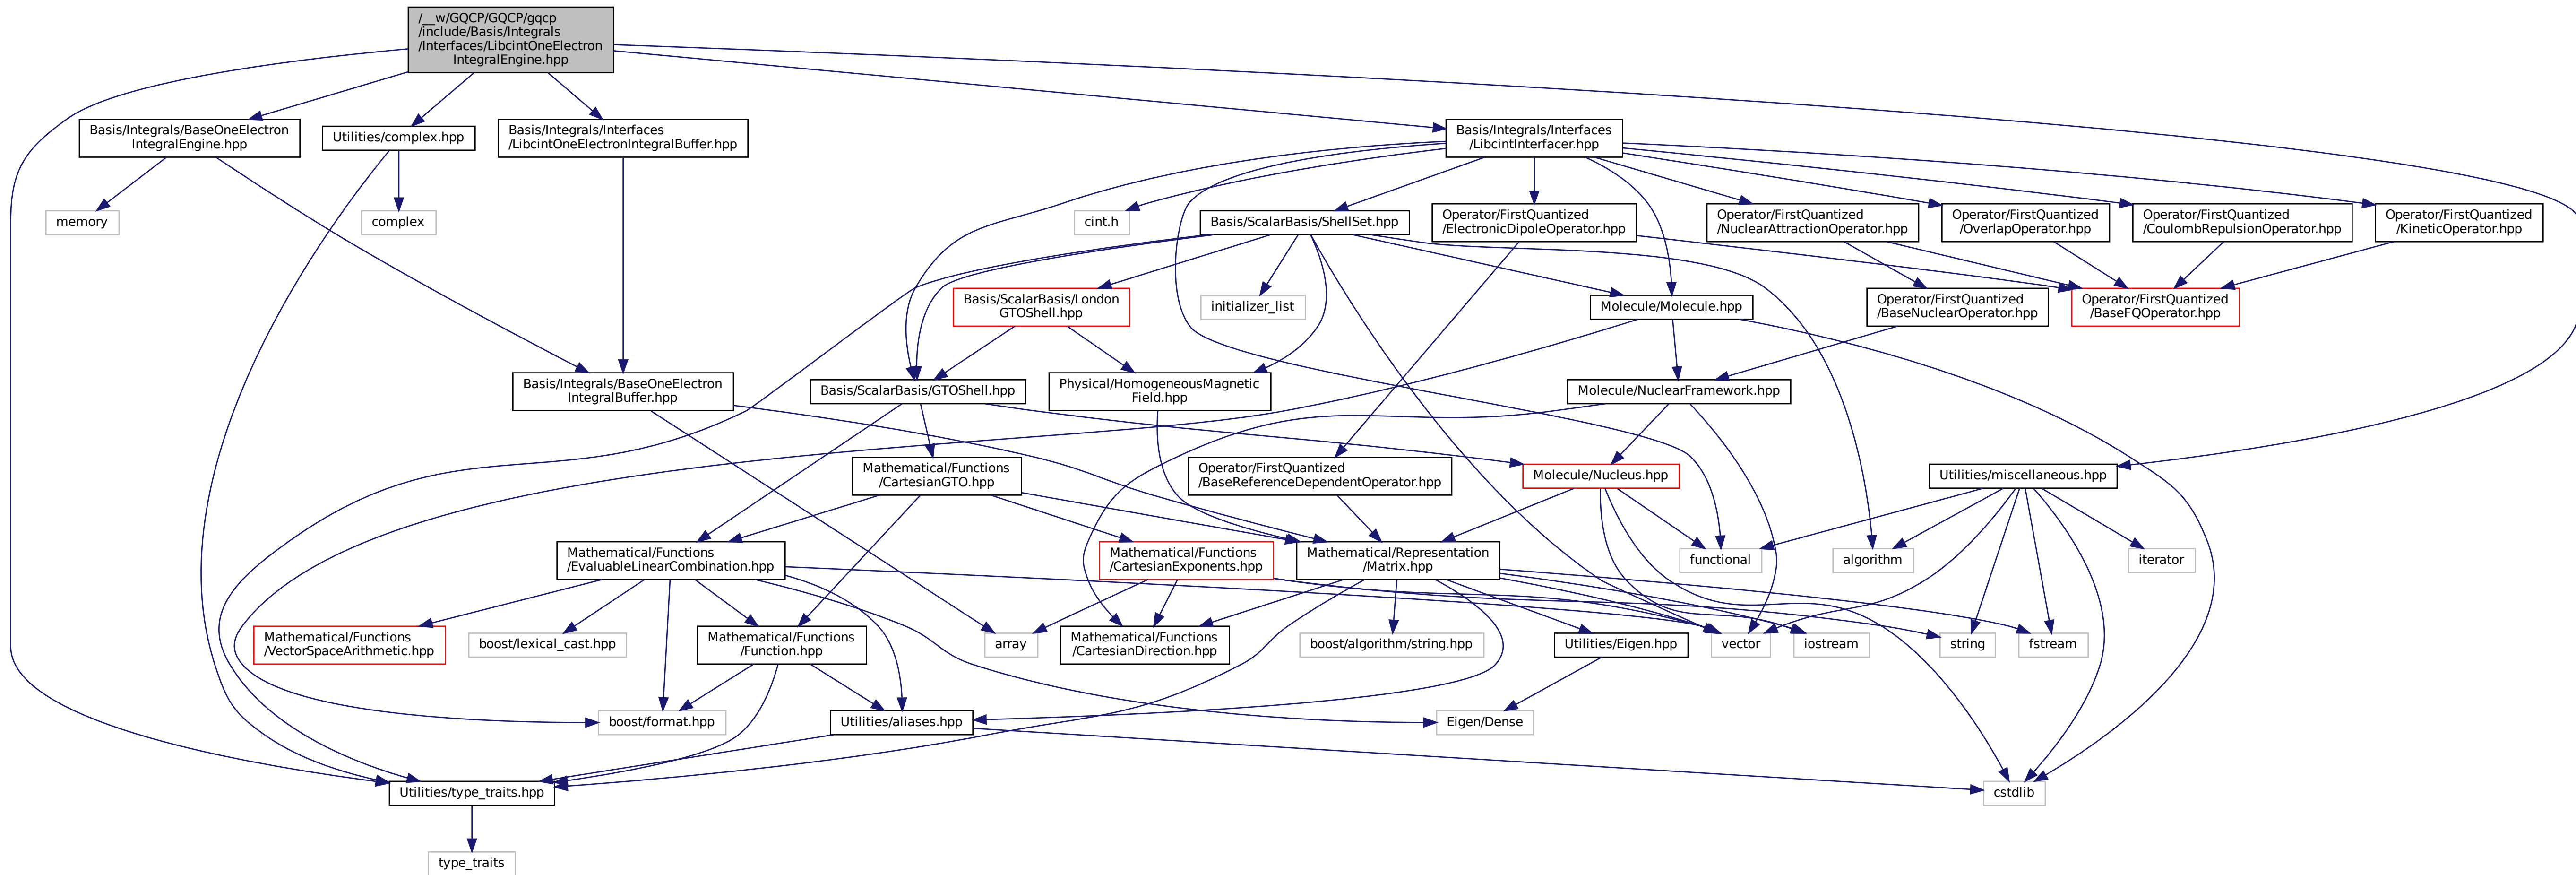 /__w/GQCP/GQCP/gqcp
/include/Basis/Integrals
/Interfaces/LibcintOneElectron
IntegralEngine.hpp
Basis/Integrals/BaseOneElectron
IntegralEngine.hpp
Utilities/complex.hpp
Basis/Integrals/Interfaces
/LibcintOneElectronIntegralBuffer.hpp
Basis/Integrals/Interfaces
/LibcintInterfacer.hpp
memory
complex
cint.h
Basis/ScalarBasis/ShellSet.hpp
Operator/FirstQuantized
/ElectronicDipoleOperator.hpp
Operator/FirstQuantized
/NuclearAttractionOperator.hpp
Operator/FirstQuantized
/OverlapOperator.hpp
Operator/FirstQuantized
/CoulombRepulsionOperator.hpp
Operator/FirstQuantized
/KineticOperator.hpp
Basis/ScalarBasis/London
GTOShell.hpp
initializer_list
Molecule/Molecule.hpp
Operator/FirstQuantized
/BaseNuclearOperator.hpp
Operator/FirstQuantized
/BaseFQOperator.hpp
Basis/Integrals/BaseOneElectron
IntegralBuffer.hpp
Basis/ScalarBasis/GTOShell.hpp
Physical/HomogeneousMagnetic
Field.hpp
Molecule/NuclearFramework.hpp
Mathematical/Functions
/CartesianGTO.hpp
Operator/FirstQuantized
/BaseReferenceDependentOperator.hpp
Molecule/Nucleus.hpp
Utilities/miscellaneous.hpp
Mathematical/Functions
/EvaluableLinearCombination.hpp
Mathematical/Functions
/CartesianExponents.hpp
Mathematical/Representation
/Matrix.hpp
functional
algorithm
iterator
Mathematical/Functions
/VectorSpaceArithmetic.hpp
boost/lexical_cast.hpp
Mathematical/Functions
/Function.hpp
array
Mathematical/Functions
/CartesianDirection.hpp
boost/algorithm/string.hpp
Utilities/Eigen.hpp
vector
iostream
string
fstream
boost/format.hpp
Utilities/aliases.hpp
Eigen/Dense
Utilities/type_traits.hpp
cstdlib
type_traits